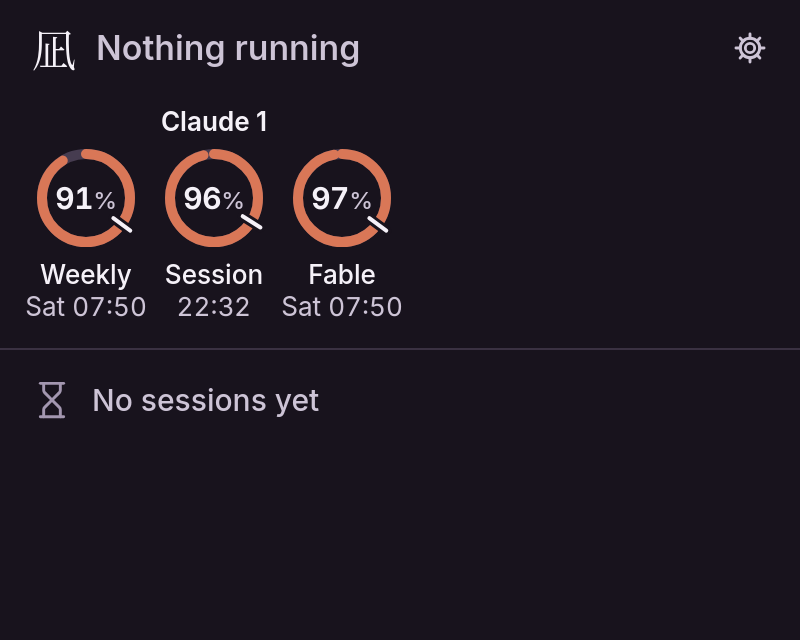 凪 Nothing running
Claude 1
91% 96% 97%
Weekly Session Fable
Sat 07:50 22:32 Sat 07:50
No sessions yet